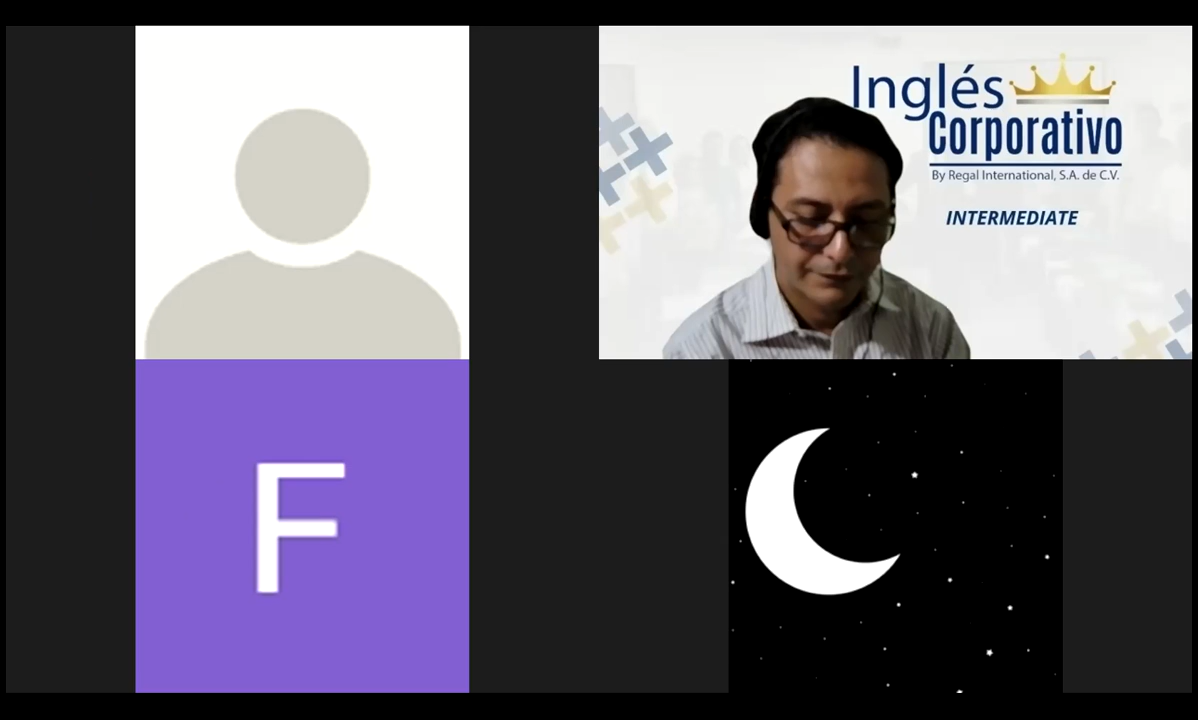 Inglés
Corporativo
By Regal International, S.A. de C.V.
INTERMEDIATE
F